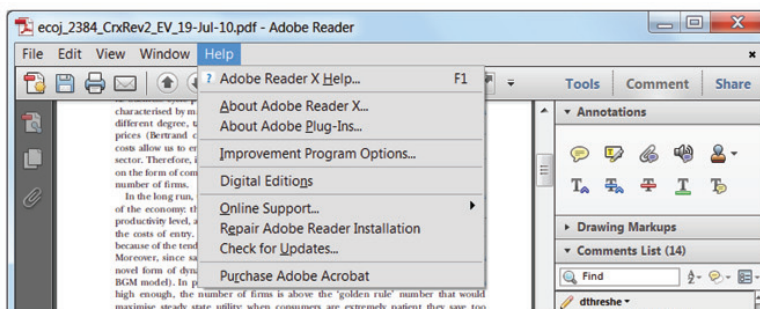 ecoj_2384_CrxRev2_EV_19-Jul-10.pdf - Adobe Reader
File Edit View Window Help
Adobe Reader X Help... F1
About Adobe Reader X...
About Adobe Plug-Ins...
Improvement Program Options...
Digital Editions
Online Support...
Repair Adobe Reader Installation
Check for Updates...
Purchase Adobe Acrobat
Tools Comment Share
Annotations
Drawing Markups
Comments List (14)
Find
dthreshe
characterised by m
different degree,
prices (Bertrand c
costs allow us to er
sector. Therefore, i
on the form of com
number of firms.
In the long run,
of the economy: th
productivity level, a
the costs of entry.
because of the tend
Moreover, since sa
novel form of dyna
BGM model). In p
high enough, the number of firms is above the 'golden rule' number that would
maximise steady state utility: when consumers are extremely patient they save too